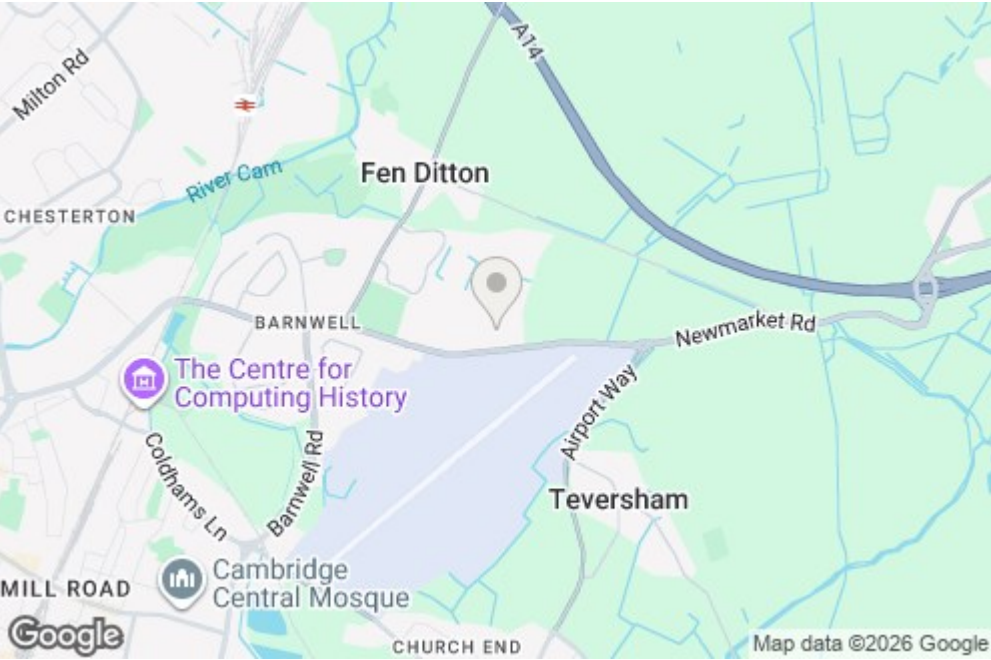 A14
Milton Rd
Fen Ditton
River Cam
CHESTERTON
BARNWELL
Newmarket Rd
The Centre for
Computing History
Airport Way
Coldhams Ln
Barnwell Rd
Teversham
Cambridge
Central Mosque
MILL ROAD
CHURCH END
Google
Map data ©2026 Google